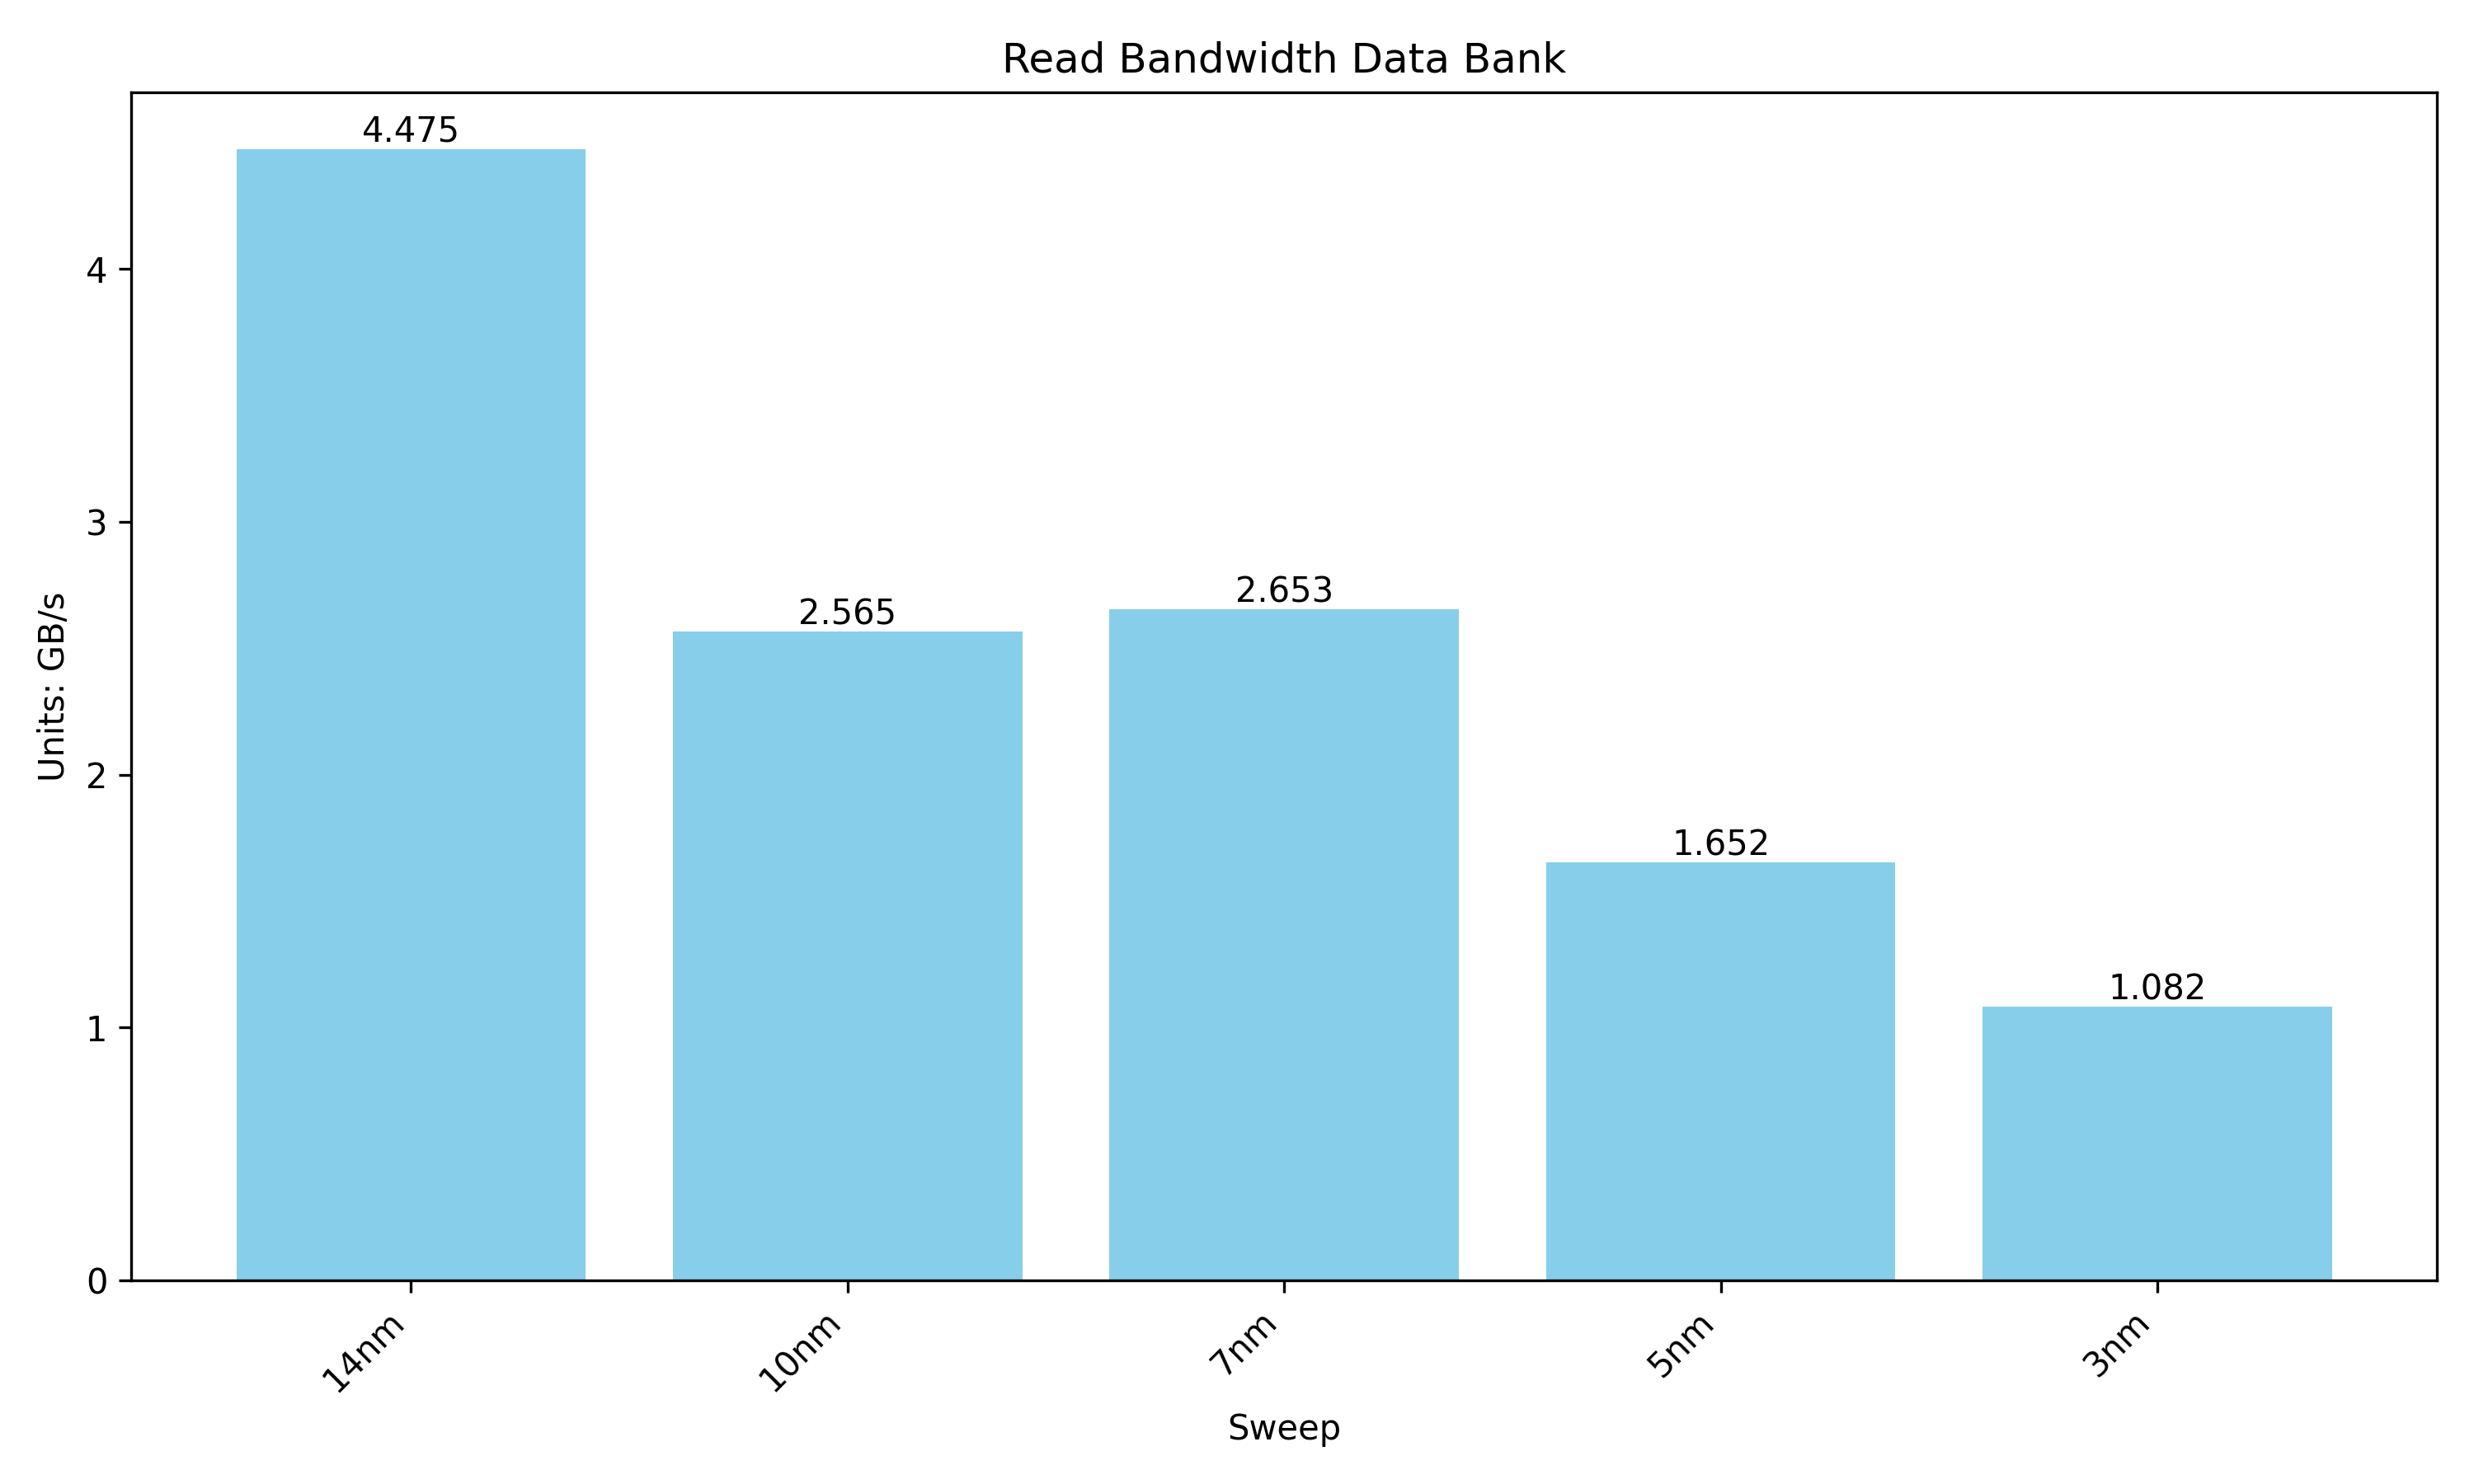 Read Bandwidth Data Bank
4.475
2.565
2.653
1.652
1.082
4
3
2
1
0
Units: GB/s
14nm
10nm
7nm
5nm
3nm
Sweep